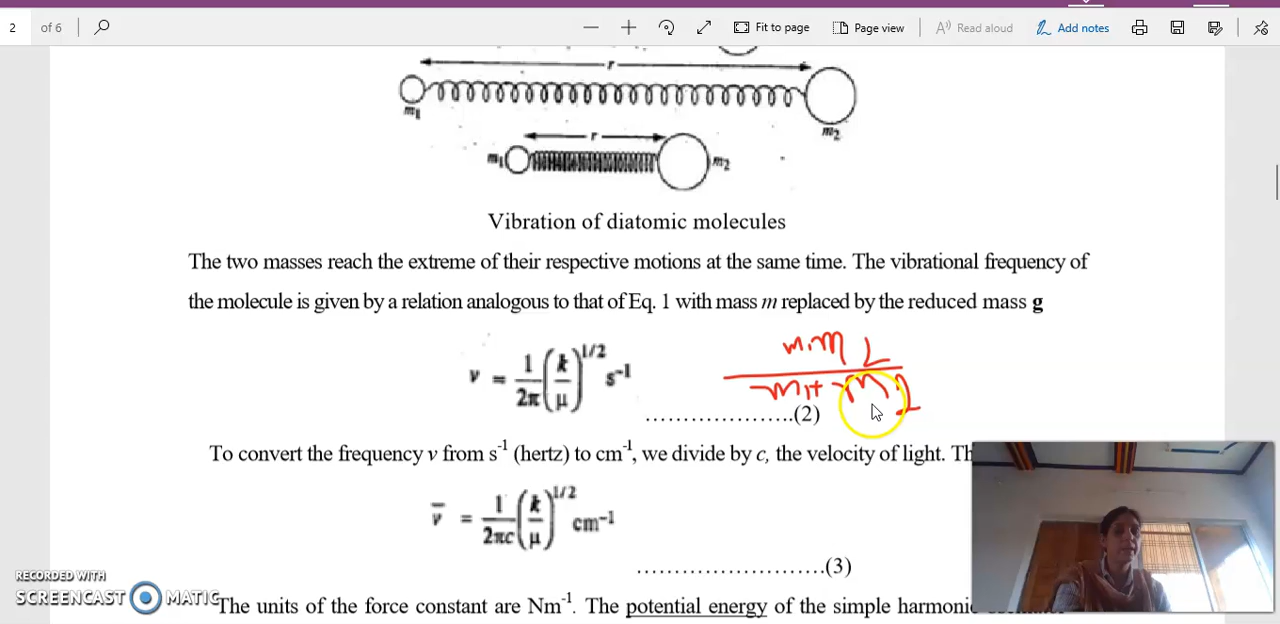 2 of 6 Fit to page Page view Read aloud Add notes
r
m1 m2
r
m1 m2
Vibration of diatomic molecules
The two masses reach the extreme of their respective motions at the same time. The vibrational frequency of
the molecule is given by a relation analogous to that of Eq. 1 with mass m replaced by the reduced mass g
ν = 1/2π (k/μ)^1/2 s⁻¹ m1m2
....................(2) m1+m2
To convert the frequency ν from s⁻¹ (hertz) to cm⁻¹, we divide by c, the velocity of light. Th
ν̅ = 1/2πc (k/μ)^1/2 cm⁻¹
.........................(3)
RECORDED WITH
SCREENCAST MATIC
The units of the force constant are Nm⁻¹. The potential energy of the simple harmonic